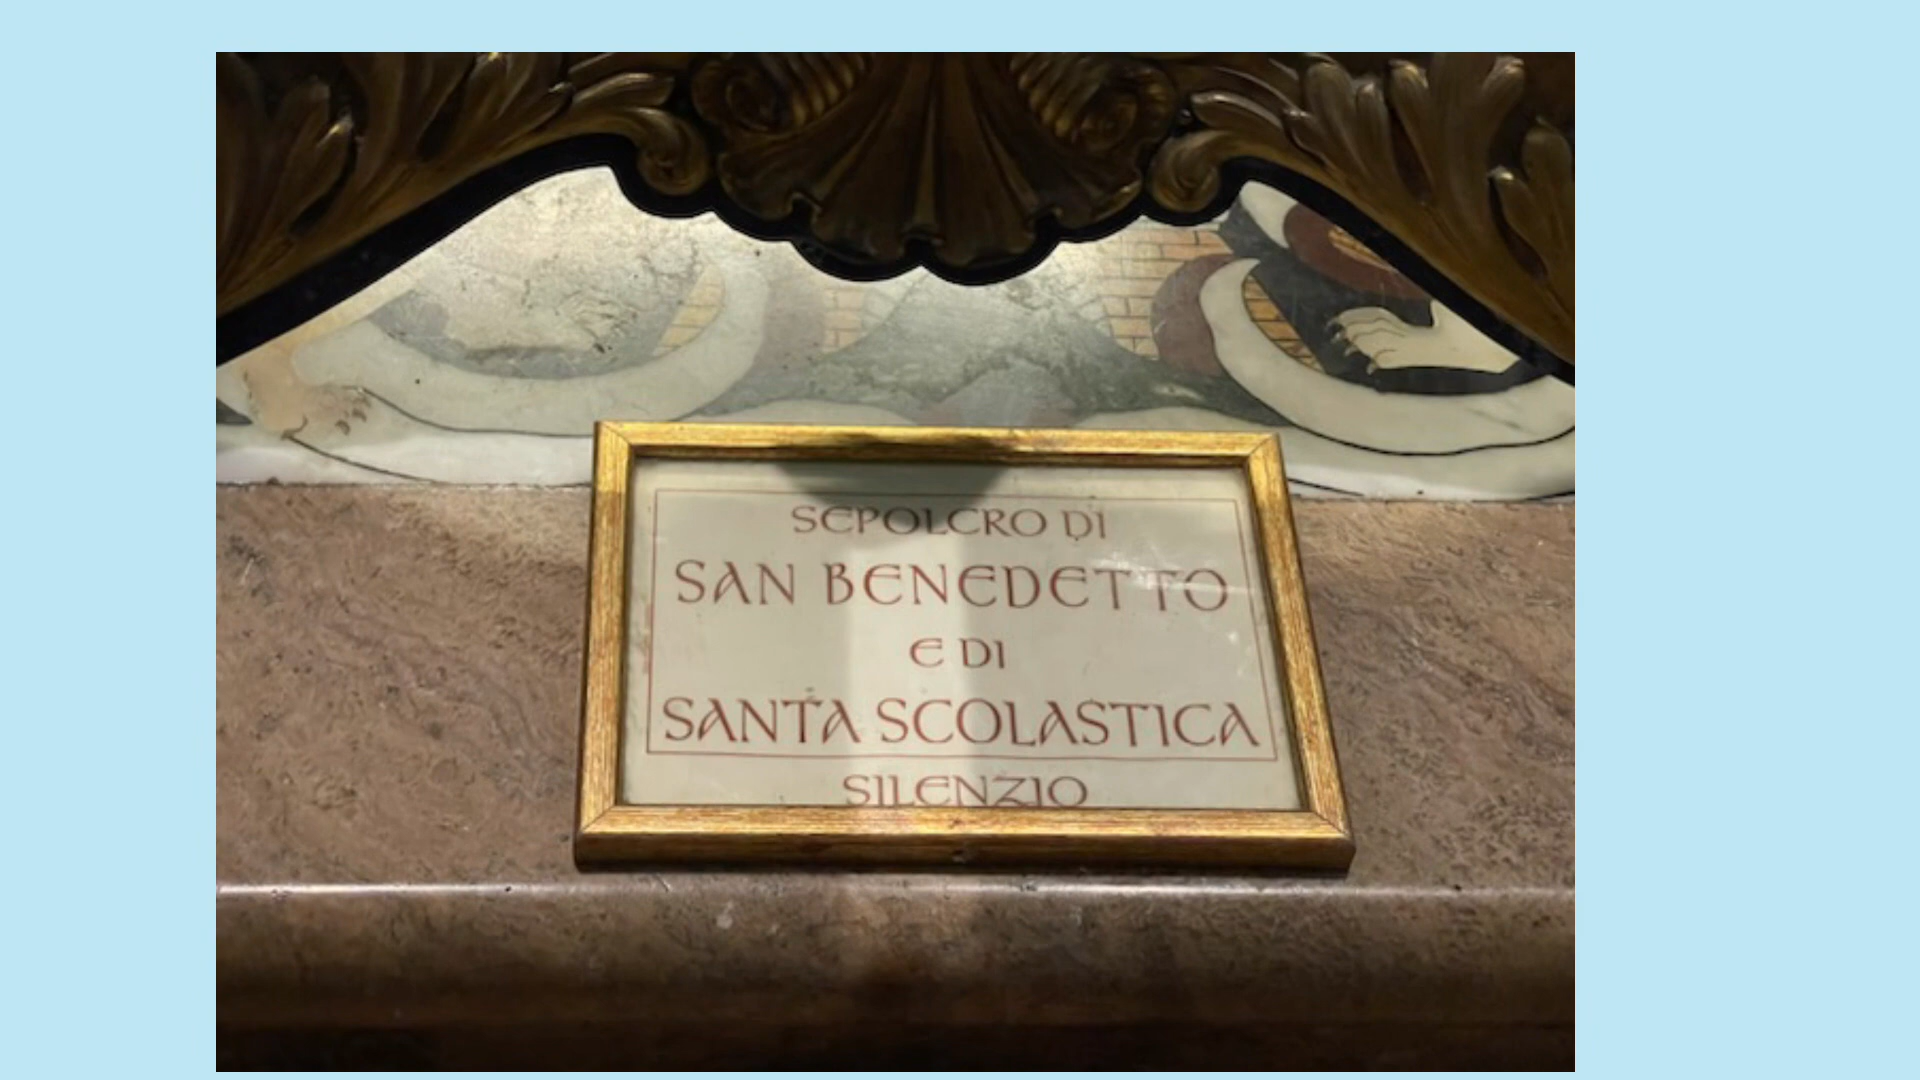 SEPOLCRO DI
SAN BENEDETTO
E DI
SANTA SCOLASTICA
SILENZIO